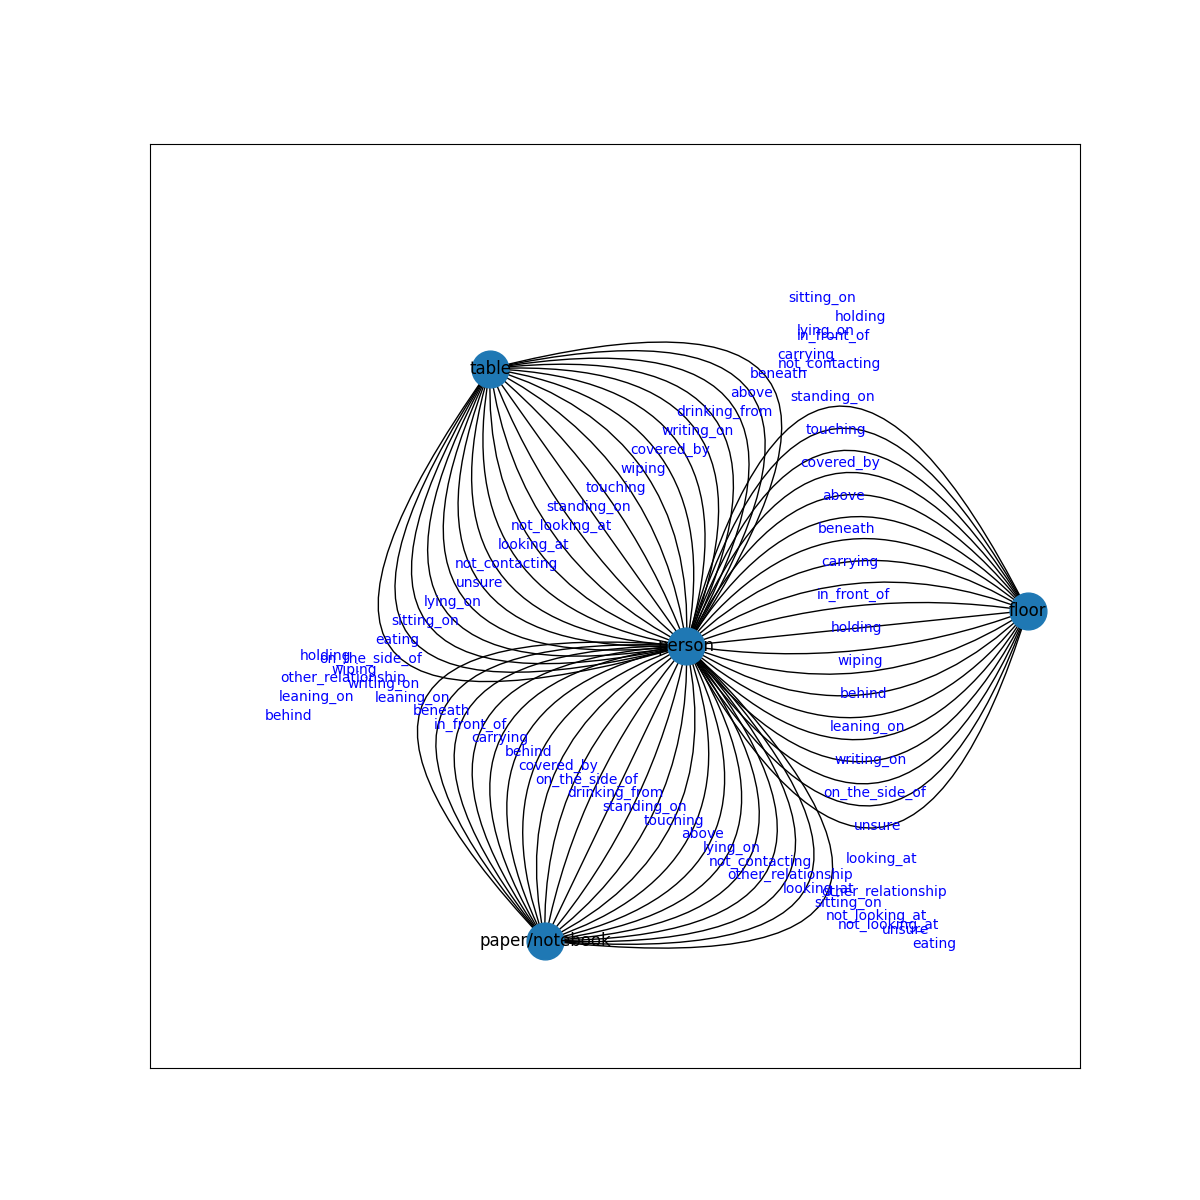 sitting_on
holding
lying_on
in_front_of
carrying
not_contacting
table
beneath
above
standing_on
drinking_from
touching
writing_on
covered_by
covered_by
wiping
touching
above
standing_on
not_looking_at
beneath
looking_at
not_contacting
carrying
unsure
in_front_of
lying_on
floor
sitting_on
holding
eating
person
holding
on_the_side_of
wiping
wiping
other_relationship
writing_on
behind
leaning_on
leaning_on
beneath
behind
in_front_of
leaning_on
carrying
behind
writing_on
covered_by
on_the_side_of
drinking_from
on_the_side_of
standing_on
touching
unsure
above
lying_on
not_contacting
looking_at
other_relationship
looking_at
other_relationship
sitting_on
not_looking_at
not_looking_at
unsure
paper/notebook
eating